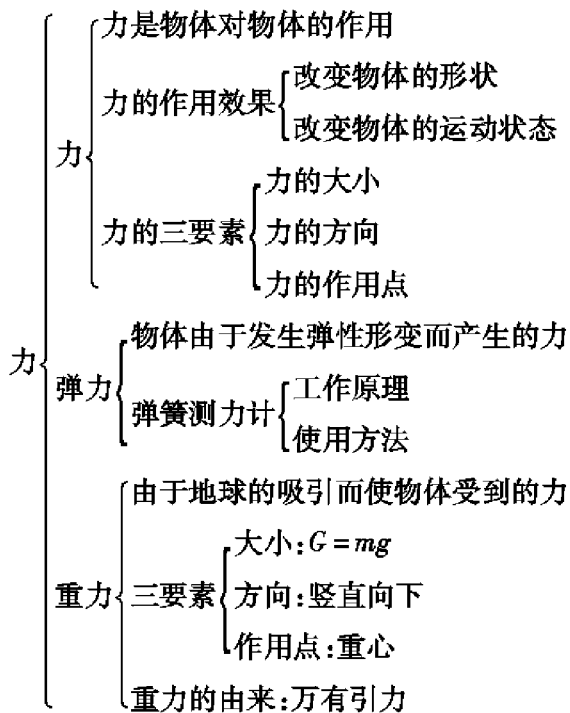 力是物体对物体的作用
改变物体的形状
力的作用效果
改变物体的运动状态
力
力的大小
力的三要素
力的方向
力的作用点
物体由于发生弹性形变而产生的力
力
弹力
工作原理
弹簧测力计
使用方法
由于地球的吸引而使物体受到的力
大小:G=mg
重力
三要素
方向:竖直向下
作用点:重心
重力的由来:万有引力